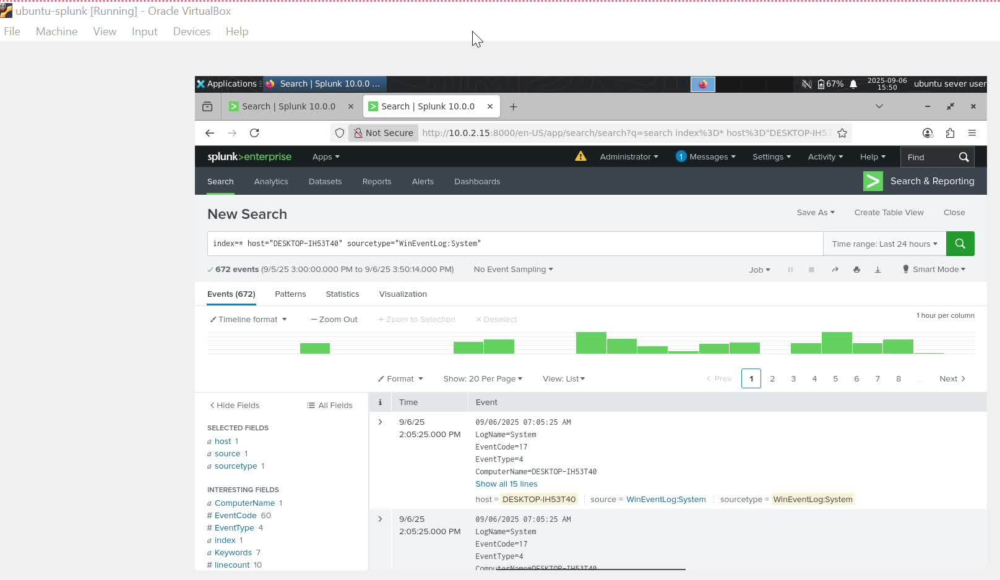 ubuntu-splunk [Running] - Oracle VirtualBox
File Machine View Input Devices Help
Applications Search | Splunk 10.0.0 ... 67% 2025-09-06 15:50 ubuntu sever user
Search | Splunk 10.0.0 Search | Splunk 10.0.0
Not Secure http://10.0.2.15:8000/en-US/app/search/search?q=search index%3D* host%3D"DESKTOP-IH53
splunk>enterprise Apps Administrator 1 Messages Settings Activity Help Find
Search Analytics Datasets Reports Alerts Dashboards Search & Reporting
New Search Save As Create Table View Close
index=* host="DESKTOP-IH53T40" sourcetype="WinEventLog:System" Time range: Last 24 hours
672 events (9/5/25 3:00:00.000 PM to 9/6/25 3:50:14.000 PM) No Event Sampling Job Smart Mode
Events (672) Patterns Statistics Visualization
Timeline format Zoom Out + Zoom to Selection × Deselect 1 hour per column
Format Show: 20 Per Page View: List < Prev 1 2 3 4 5 6 7 8 ... Next >
< Hide Fields All Fields
SELECTED FIELDS
a host 1
a source 1
a sourcetype 1
INTERESTING FIELDS
a ComputerName 1
# EventCode 60
# EventType 4
a index 1
a Keywords 7
# linecount 10
i Time Event
9/6/25
2:05:25.000 PM
09/06/2025 07:05:25 AM
LogName=System
EventCode=17
EventType=4
ComputerName=DESKTOP-IH53T40
Show all 15 lines
host = DESKTOP-IH53T40 source = WinEventLog:System sourcetype = WinEventLog:System
9/6/25
2:05:25.000 PM
09/06/2025 07:05:25 AM
LogName=System
EventCode=17
EventType=4
ComputerName=DESKTOP-IH53T40